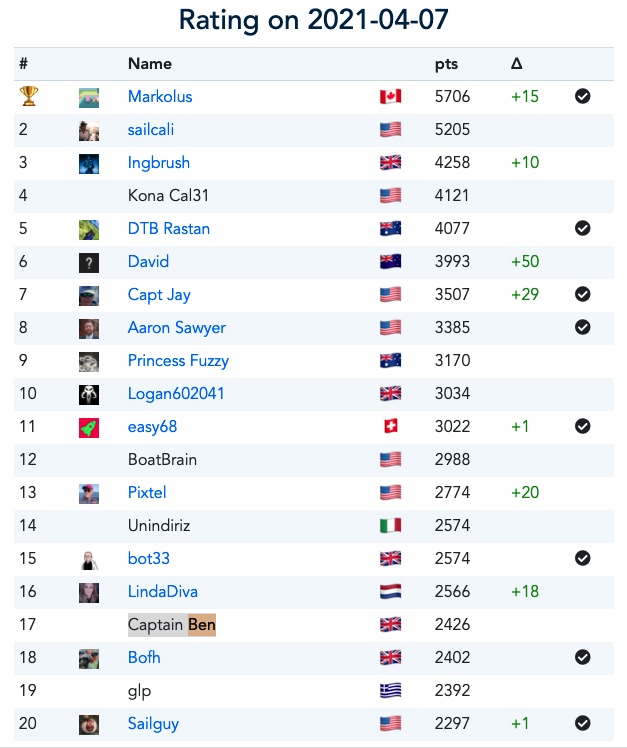 Rating on 2021-04-07
# Name pts Δ
Markolus 5706 +15
2 sailcali 5205
3 Ingbrush 4258 +10
4 Kona Cal31 4121
5 DTB Rastan 4077
6 ? David 3993 +50
7 Capt Jay 3507 +29
8 Aaron Sawyer 3385
9 Princess Fuzzy 3170
10 Logan602041 3034
11 easy68 3022 +1
12 BoatBrain 2988
13 Pixtel 2774 +20
14 Unindiriz 2574
15 bot33 2574
16 LindaDiva 2566 +18
17 Captain Ben 2426
18 Bofh 2402
19 glp 2392
20 Sailguy 2297 +1